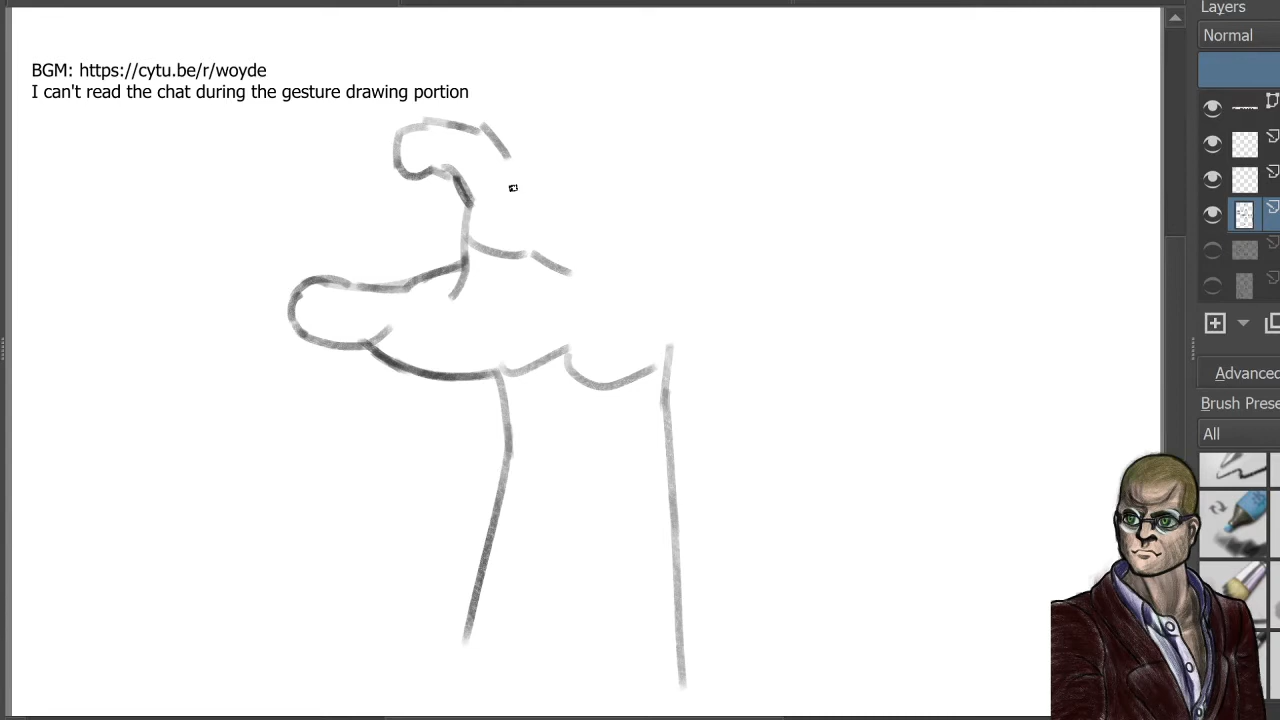 BGM: https://cytu.be/r/woyde
I can't read the chat during the gesture drawing portion
Layers
Normal
Advanced
Brush Prese
All